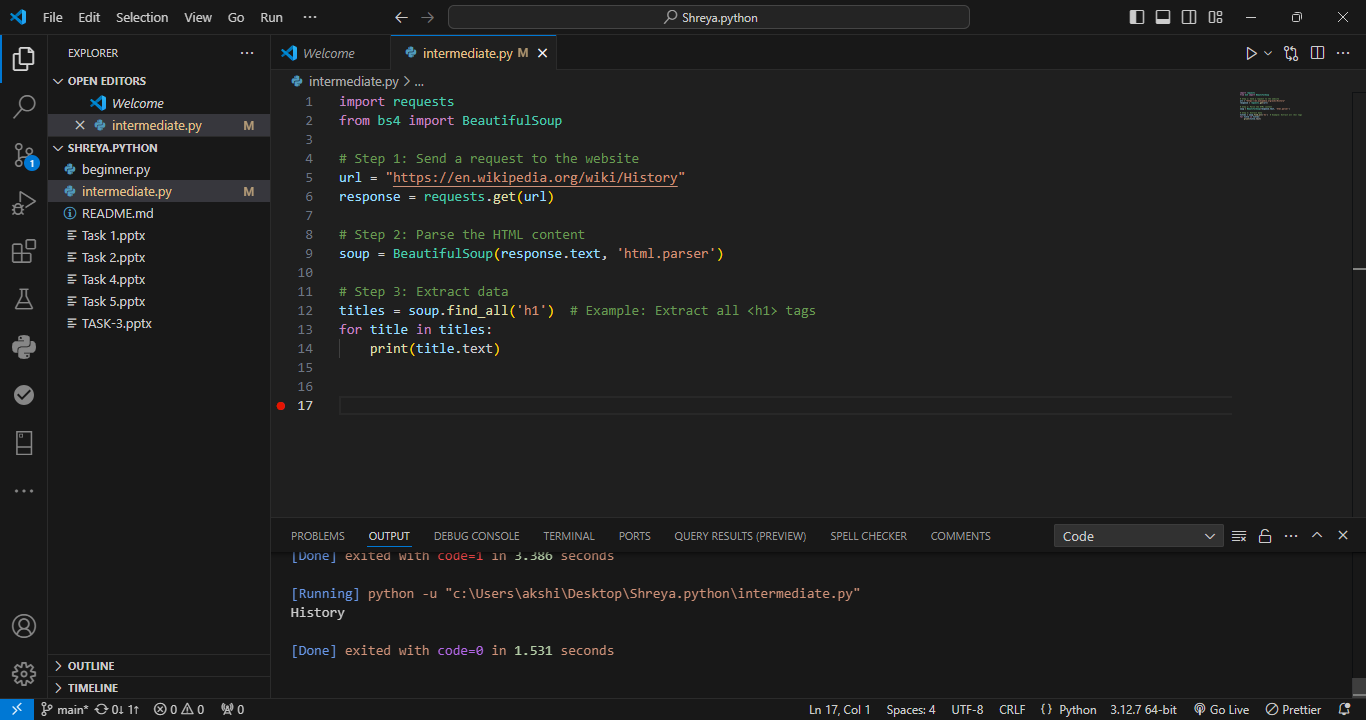 File Edit Selection View Go Run ··· Shreya.python
EXPLORER
OPEN EDITORS
Welcome
intermediate.py M
SHREYA.PYTHON
beginner.py
intermediate.py M
README.md
Task 1.pptx
Task 2.pptx
Task 4.pptx
Task 5.pptx
TASK-3.pptx
OUTLINE
TIMELINE
1
Welcome intermediate.py M
intermediate.py > ...
1 import requests
2 from bs4 import BeautifulSoup
3
4 # Step 1: Send a request to the website
5 url = "https://en.wikipedia.org/wiki/History"
6 response = requests.get(url)
7
8 # Step 2: Parse the HTML content
9 soup = BeautifulSoup(response.text, 'html.parser')
10
11 # Step 3: Extract data
12 titles = soup.find_all('h1')  # Example: Extract all <h1> tags
13 for title in titles:
14     print(title.text)
15
16
17
PROBLEMS OUTPUT DEBUG CONSOLE TERMINAL PORTS QUERY RESULTS (PREVIEW) SPELL CHECKER COMMENTS Code
[Done] exited with code=1 in 3.386 seconds
[Running] python -u "c:\Users\akshi\Desktop\Shreya.python\intermediate.py"
History
[Done] exited with code=0 in 1.531 seconds
main* 0↓ 1↑ 0 0 0 Ln 17, Col 1 Spaces: 4 UTF-8 CRLF {} Python 3.12.7 64-bit Go Live Prettier